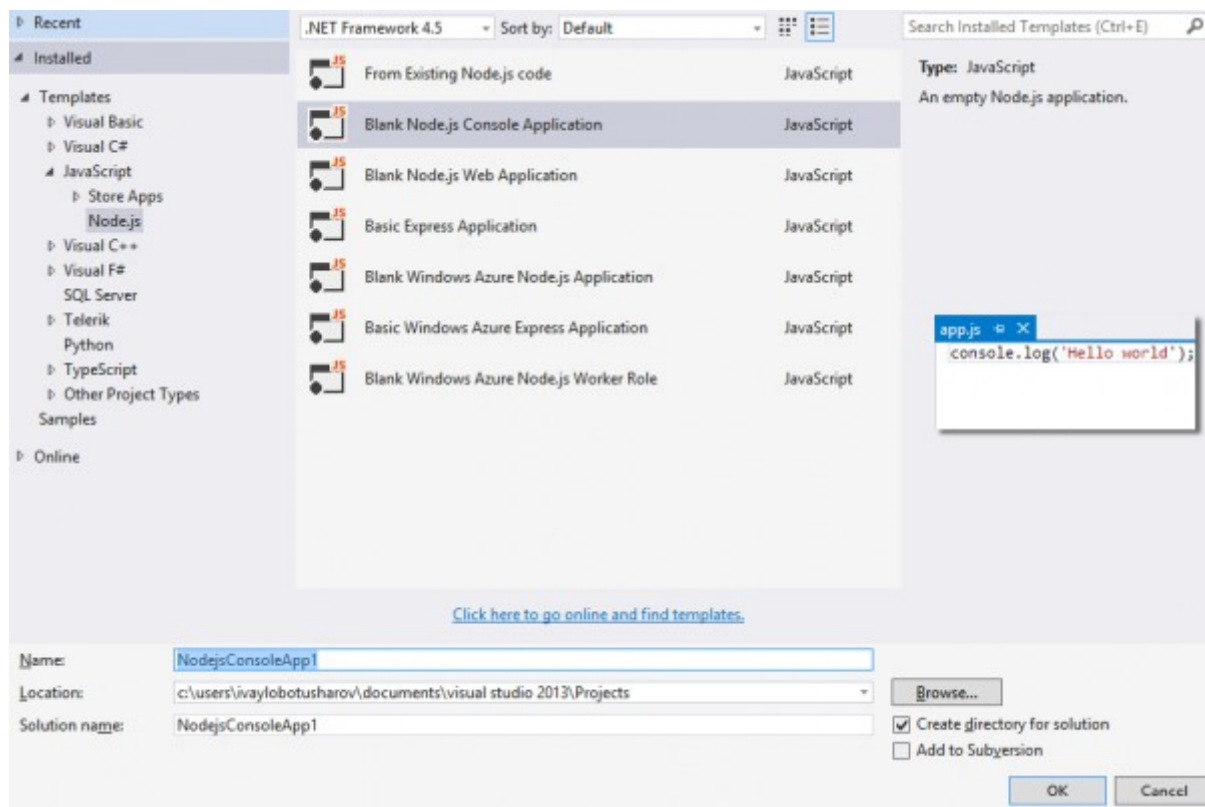 Recent
Installed
Templates
Visual Basic
Visual C#
JavaScript
Store Apps
Node.js
Visual C++
Visual F#
SQL Server
Telerik
Python
TypeScript
Other Project Types
Samples
Online
.NET Framework 4.5 Sort by: Default
JS From Existing Node.js code JavaScript
JS Blank Node.js Console Application JavaScript
JS Blank Node.js Web Application JavaScript
JS Basic Express Application JavaScript
JS Blank Windows Azure Node.js Application JavaScript
JS Basic Windows Azure Express Application JavaScript
JS Blank Windows Azure Node.js Worker Role JavaScript
Click here to go online and find templates.
Search Installed Templates (Ctrl+E)
Type: JavaScript
An empty Node.js application.
app.js
console.log('Hello world');
Name: NodejsConsoleApp1
Location: c:\users\ivaylobotusharov\documents\visual studio 2013\Projects
Browse...
Solution name: NodejsConsoleApp1
Create directory for solution
Add to Subversion
OK Cancel